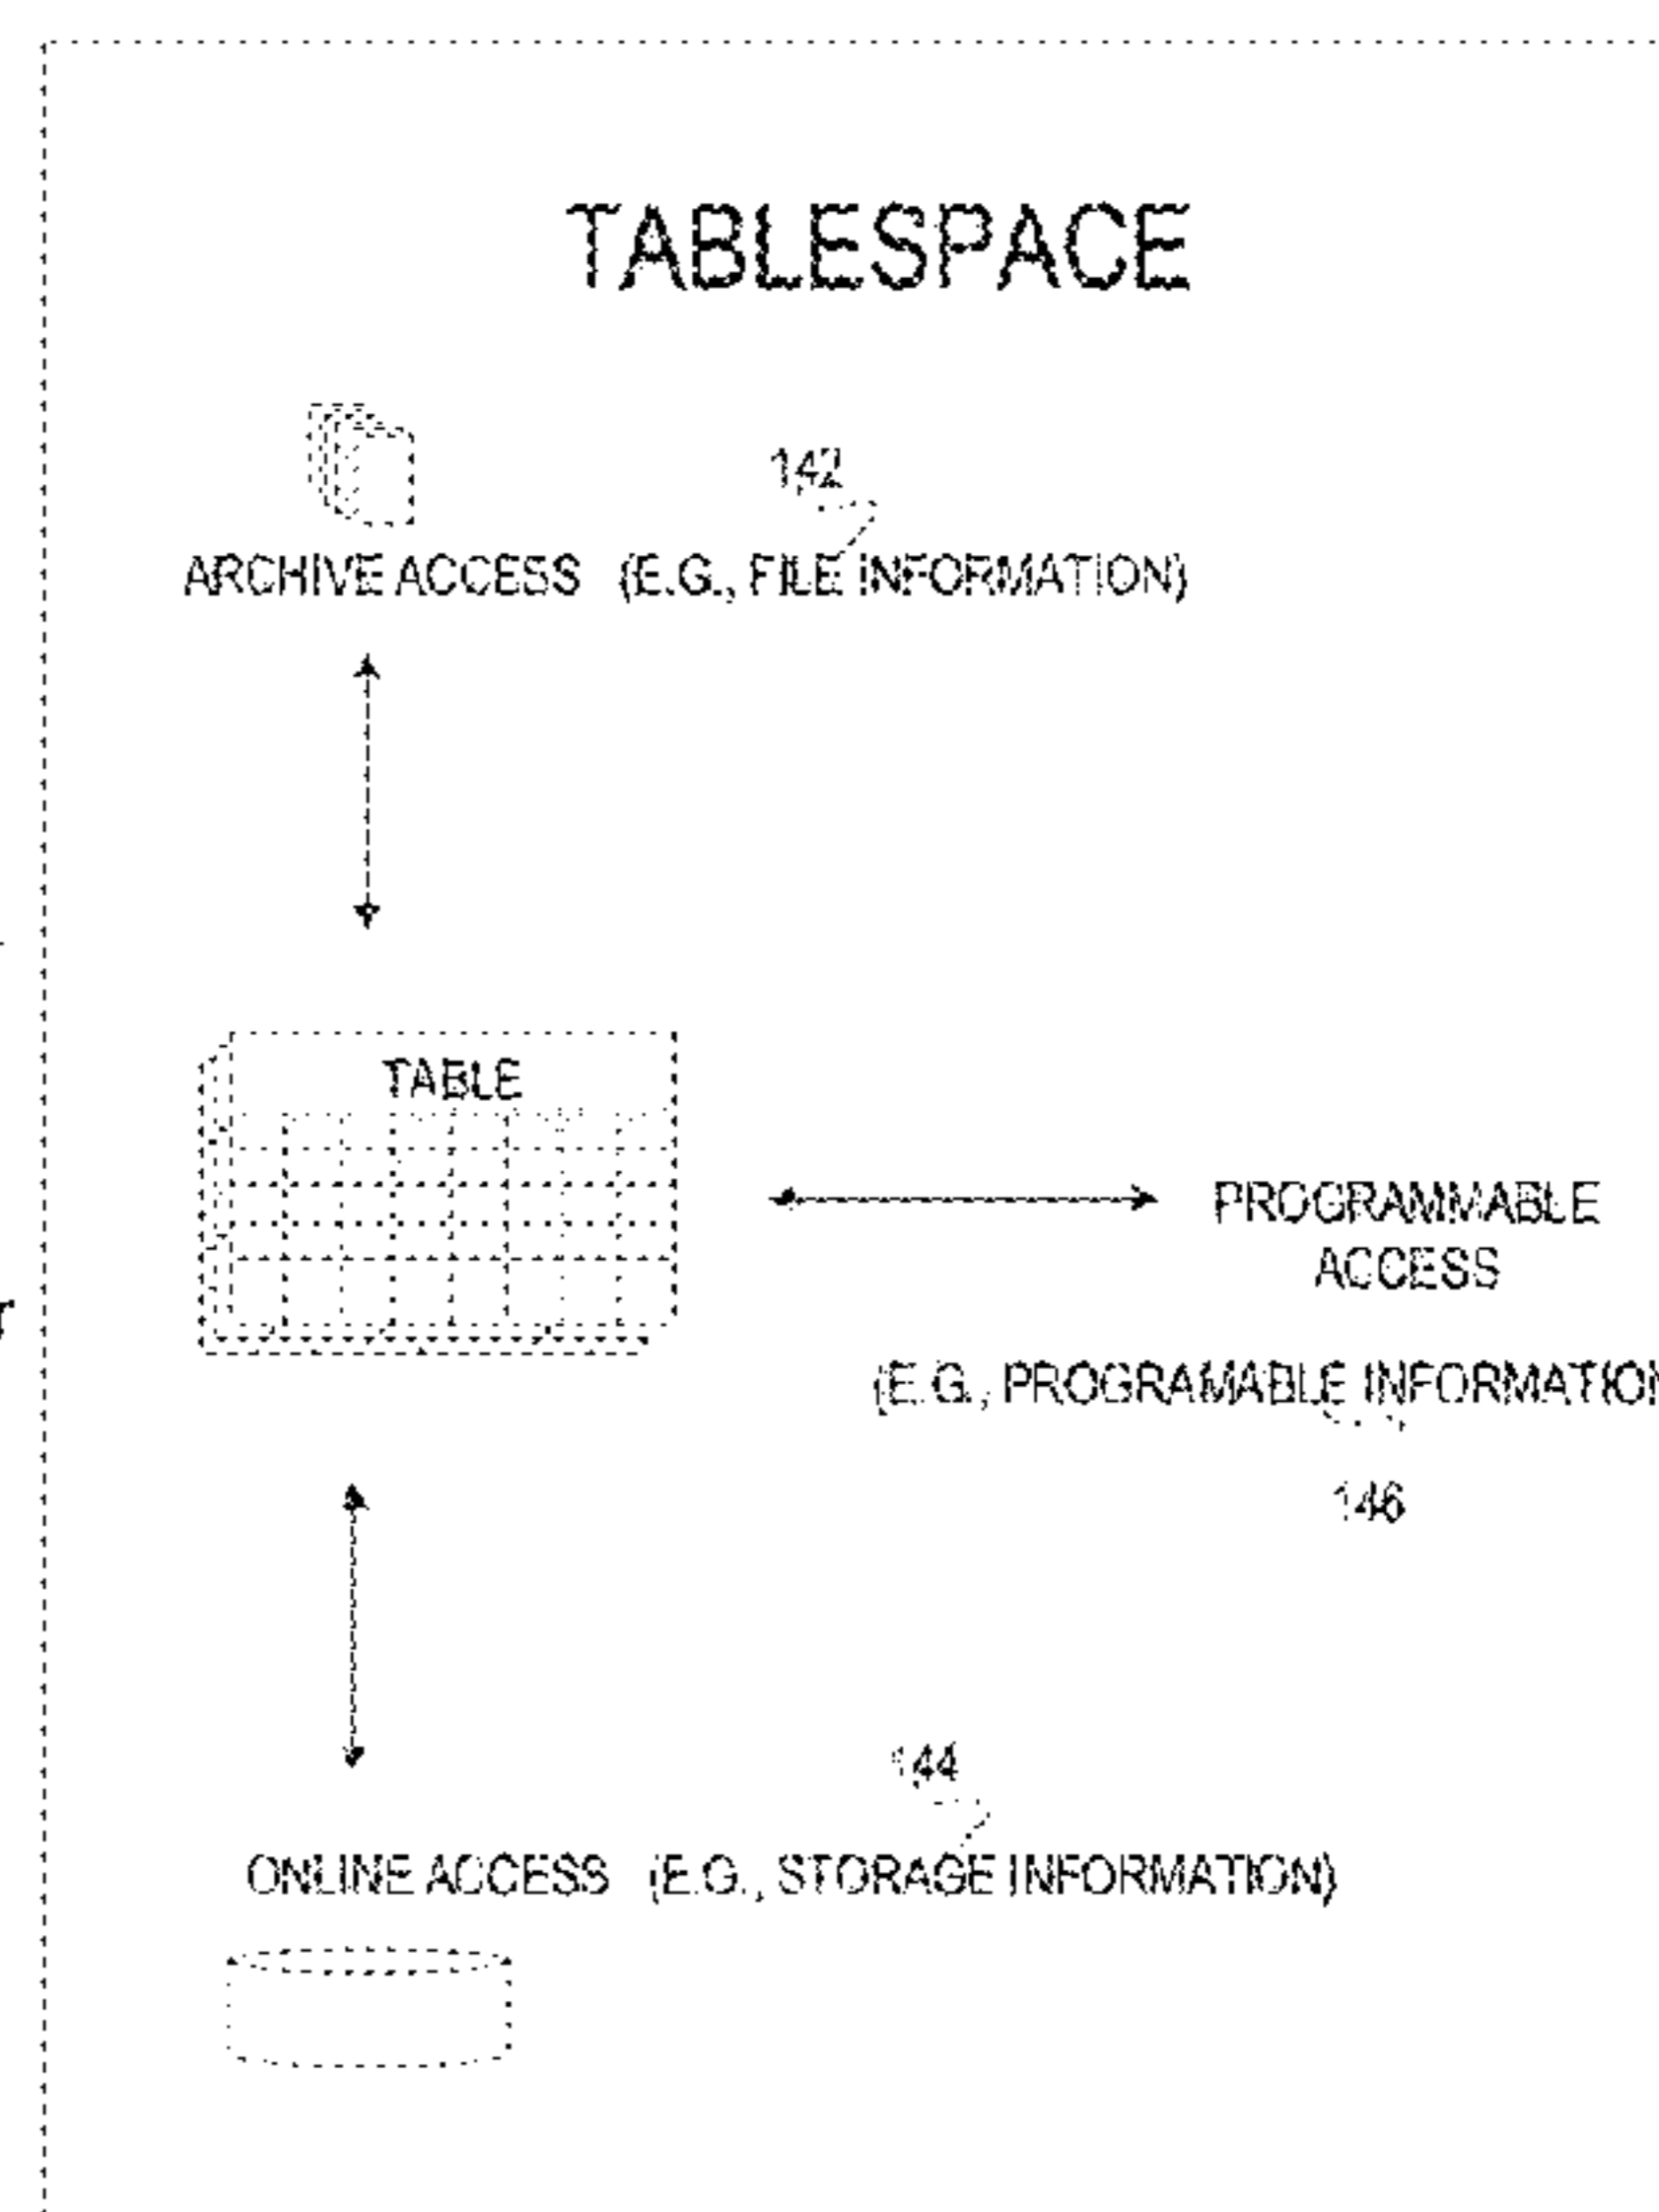 TABLESPACE
142
ARCHIVE ACCESS (E.G., FILE INFORMATION)
TABLE
PROGRAMMABLE
ACCESS
(E.G., PROGRAMABLE INFORMATION
146
144
ONLINE ACCESS (E.G., STORAGE INFORMATION)